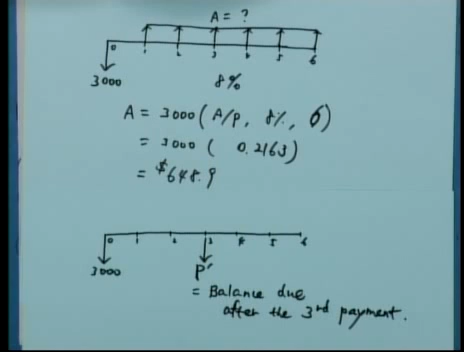 A = ?
0 1 2 3 4 5 6
3000
8%
A = 3000 (A/P, 8%, 6)
= 3000 ( 0.2163)
= $648.9
0 1 2 3 4 5 6
3000
P'
= Balance due
after the 3rd payment.